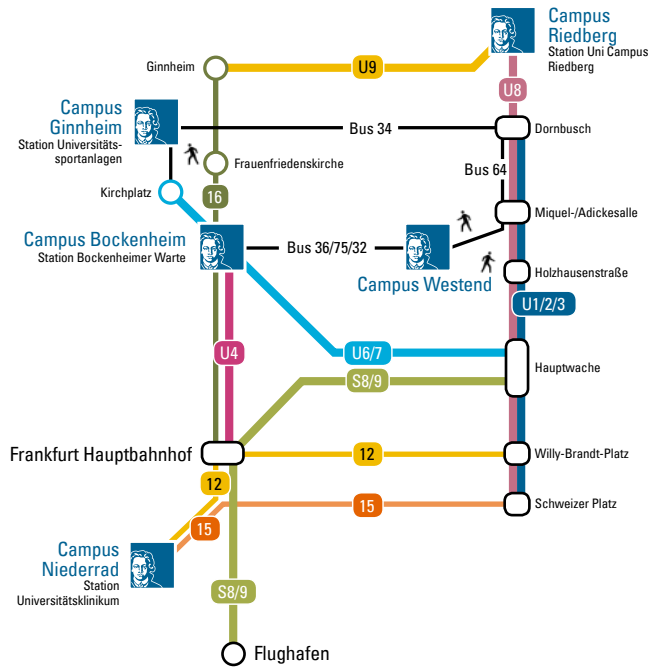 Campus
Riedberg
Station Uni Campus
Riedberg
Ginnheim
U9
U8
Campus
Ginnheim
Station Universitäts-
sportanlagen
Bus 34
Dornbusch
Frauenfriedenskirche
Bus 64
Kirchplatz
16
Miquel-/Adickesalle
Campus Bockenheim
Station Bockenheimer Warte
Bus 36/75/32
Campus Westend
Holzhausenstraße
U1/2/3
U4
U6/7
Hauptwache
S8/9
Frankfurt Hauptbahnhof
12
Willy-Brandt-Platz
12
15
15
Schweizer Platz
Campus
Niederrad
Station
Universitätsklinikum
S8/9
Flughafen